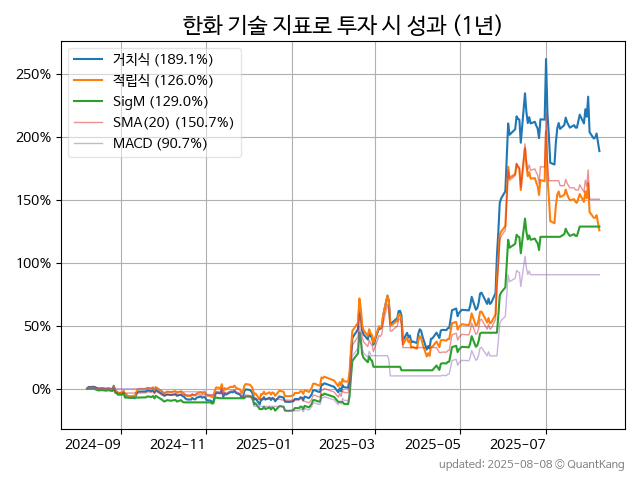 한화 기술 지표로 투자 시 성과 (1년)
거치식 (189.1%)
적립식 (126.0%)
SigM (129.0%)
SMA(20) (150.7%)
MACD (90.7%)
250%
200%
150%
100%
50%
0%
2024-09
2024-11
2025-01
2025-03
2025-05
2025-07
updated: 2025-08-08 © QuantKang